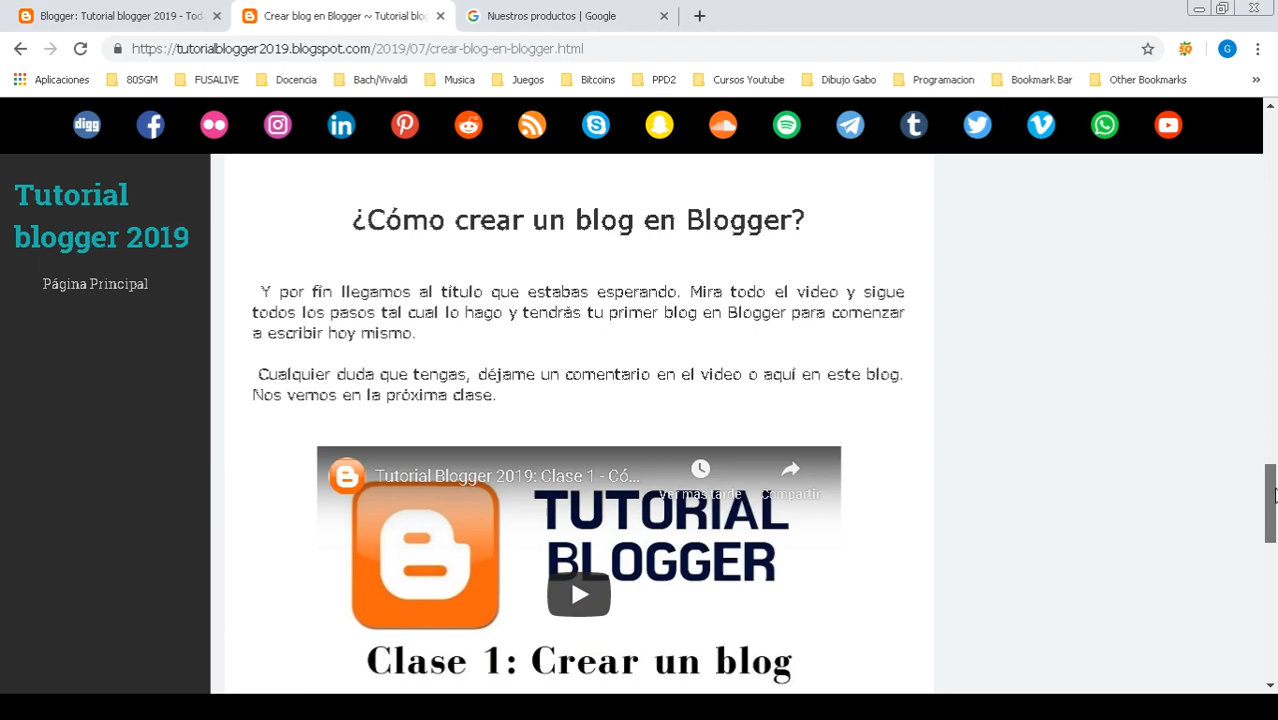 Blogger: Tutorial blogger 2019 - Tod
Crear blog en Blogger ~ Tutorial blog
Nuestros productos | Google
https://tutorialblogger2019.blogspot.com/2019/07/crear-blog-en-blogger.html
G
Aplicaciones 80SGM FUSALIVE Docencia Bach/Vivaldi Musica Juegos Bitcoins PPD2 Cursos Youtube Dibujo Gabo Programacion Bookmark Bar Other Bookmarks »
digg
Tutorial
blogger 2019
Página Principal
¿Cómo crear un blog en Blogger?
Y por fin llegamos al título que estabas esperando. Mira todo el video y sigue
todos los pasos tal cual lo hago y tendrás tu primer blog en Blogger para comenzar
a escribir hoy mismo.
Cualquier duda que tengas, déjame un comentario en el video o aquí en este blog.
Nos vemos en la próxima clase.
Tutorial Blogger 2019: Clase 1 - Có...
Ver más tarde Compartir
TUTORIAL
BLOGGER
Clase 1: Crear un blog